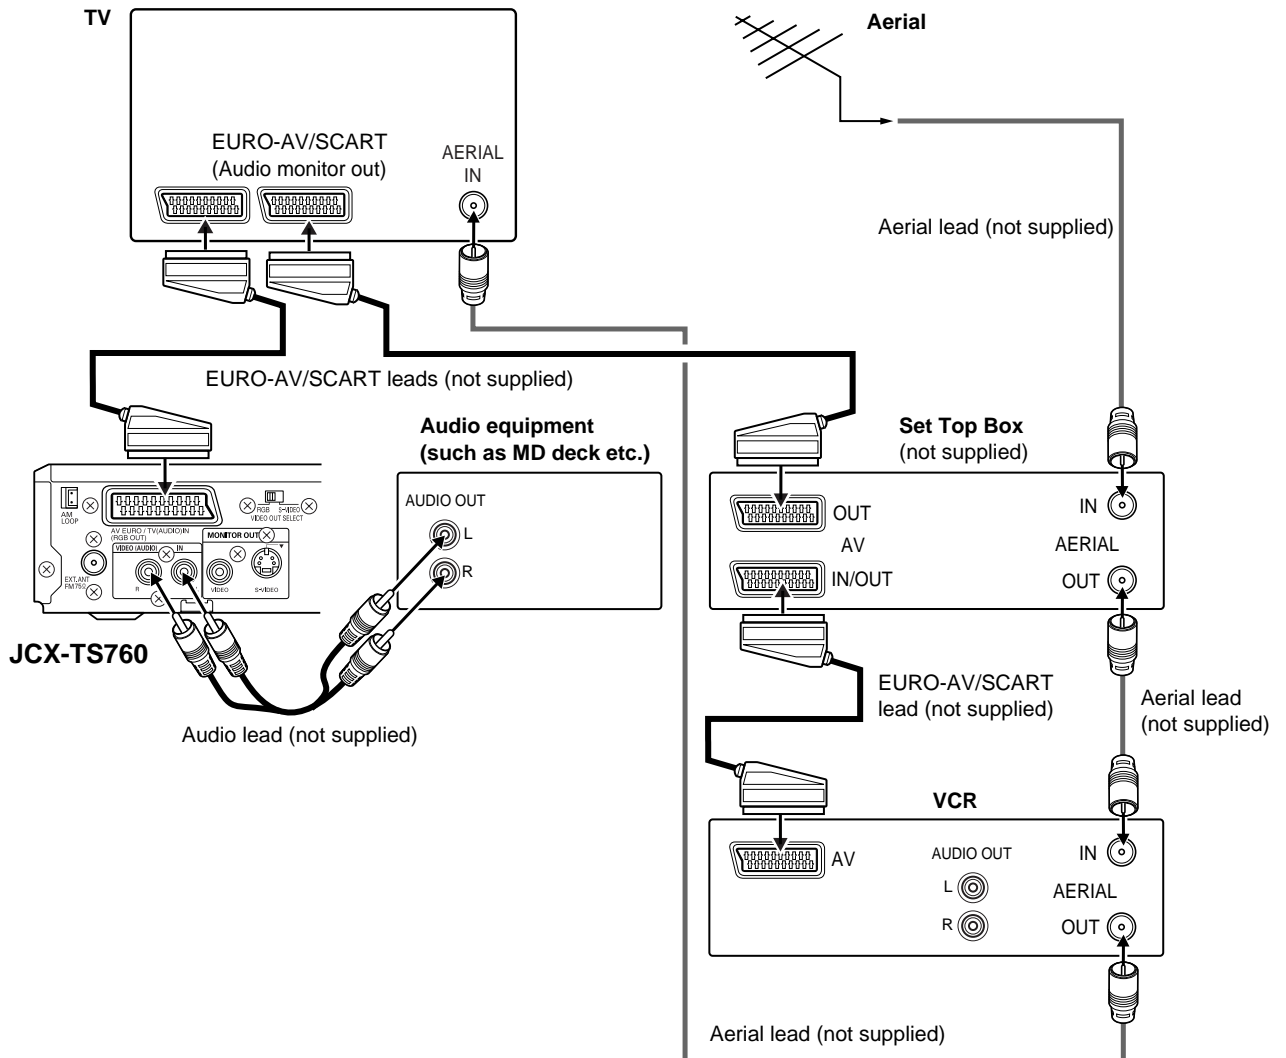 TV
Aerial
EURO-AV/SCART
(Audio monitor out)
AERIAL
IN
Aerial lead (not supplied)
EURO-AV/SCART leads (not supplied)
Audio equipment
(such as MD deck etc.)
Set Top Box
(not supplied)
AUDIO OUT
L
R
AM
LOOP
RGB S-VIDEO
VIDEO OUT SELECT
AV EURO / TV(AUDIO)IN
(RGB OUT)
VIDEO (AUDIO) IN
MONITOR OUT
EXT.ANT
FM75Ω
R
VIDEO
S-VIDEO
OUT
AV
IN/OUT
IN
AERIAL
OUT
JCX-TS760
EURO-AV/SCART
lead (not supplied)
Aerial lead
(not supplied)
Audio lead (not supplied)
VCR
AV
AUDIO OUT
L
R
IN
AERIAL
OUT
Aerial lead (not supplied)